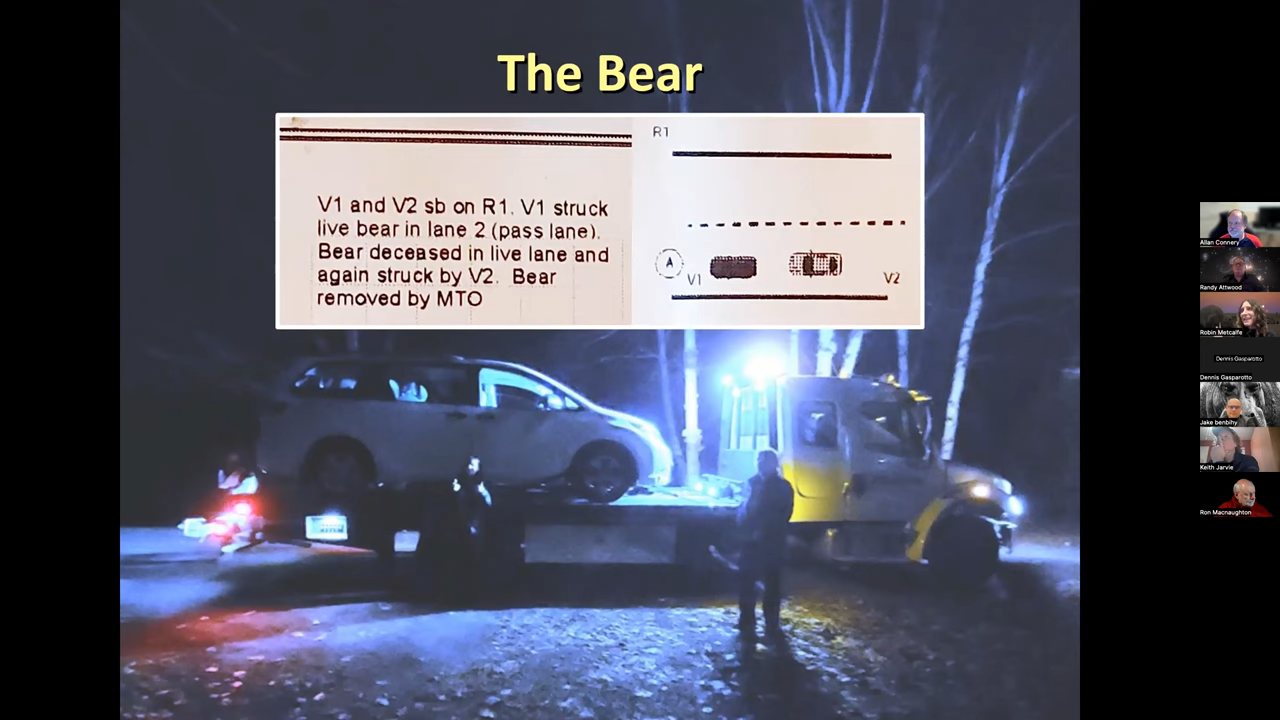 The Bear
V1 and V2 sb on R1. V1 struck
live bear in lane 2 (pass lane).
Bear deceased in live lane and
again struck by V2. Bear
removed by MTO
R1
A
V1
V2
Allan Connery
Randy Attwood
Robin Metcalfe
Dennis Gasparotto
Dennis Gasparotto
Jake benbihy
Keith Jarvie
Ron Macnaughton